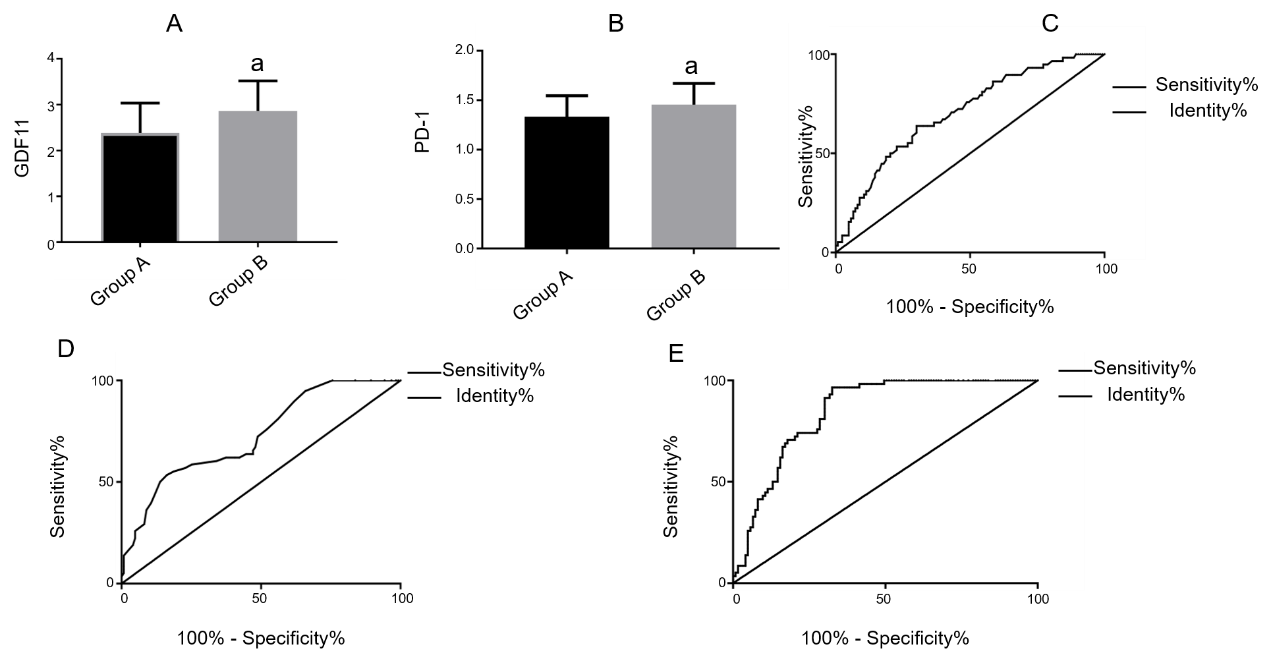 A
GDF11
4
3
2
1
0
a
Group A
Group B
B
PD-1
2.0
1.5
1.0
0.5
0.0
a
Group A
Group B
C
Sensitivity%
100
50
0
0
50
100
100% - Specificity%
Sensitivity%
Identity%
D
Sensitivity%
100
50
0
0
50
100
100% - Specificity%
Sensitivity%
Identity%
E
Sensitivity%
100
50
0
0
50
100
100% - Specificity%
Sensitivity%
Identity%